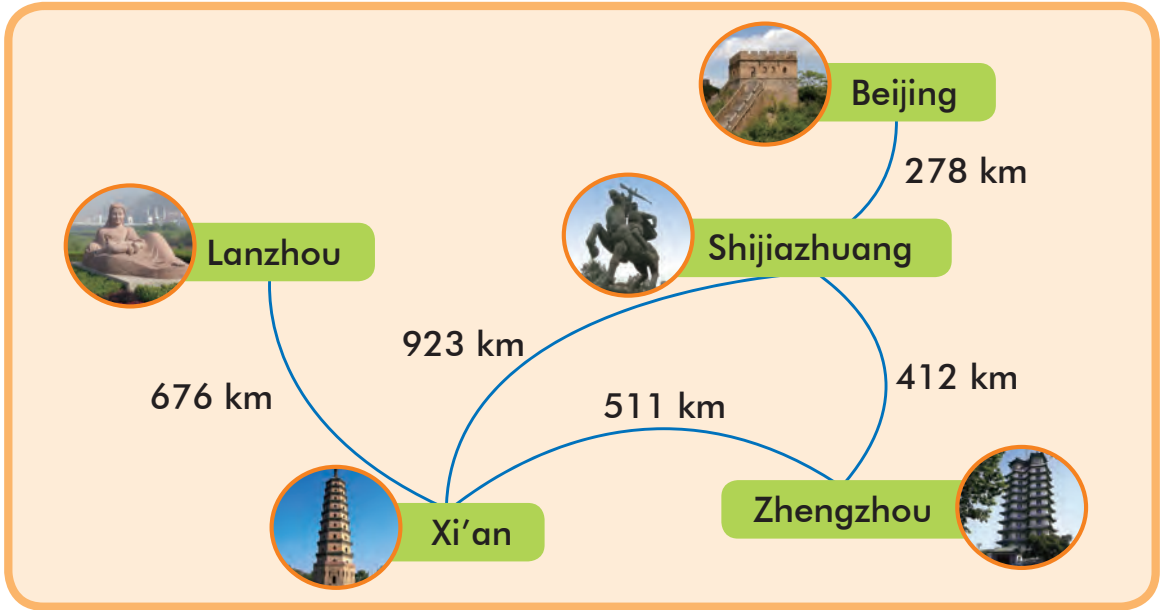 Beijing
278 km
Shijiazhuang
Lanzhou
923 km
412 km
676 km
511 km
Zhengzhou
Xi’an